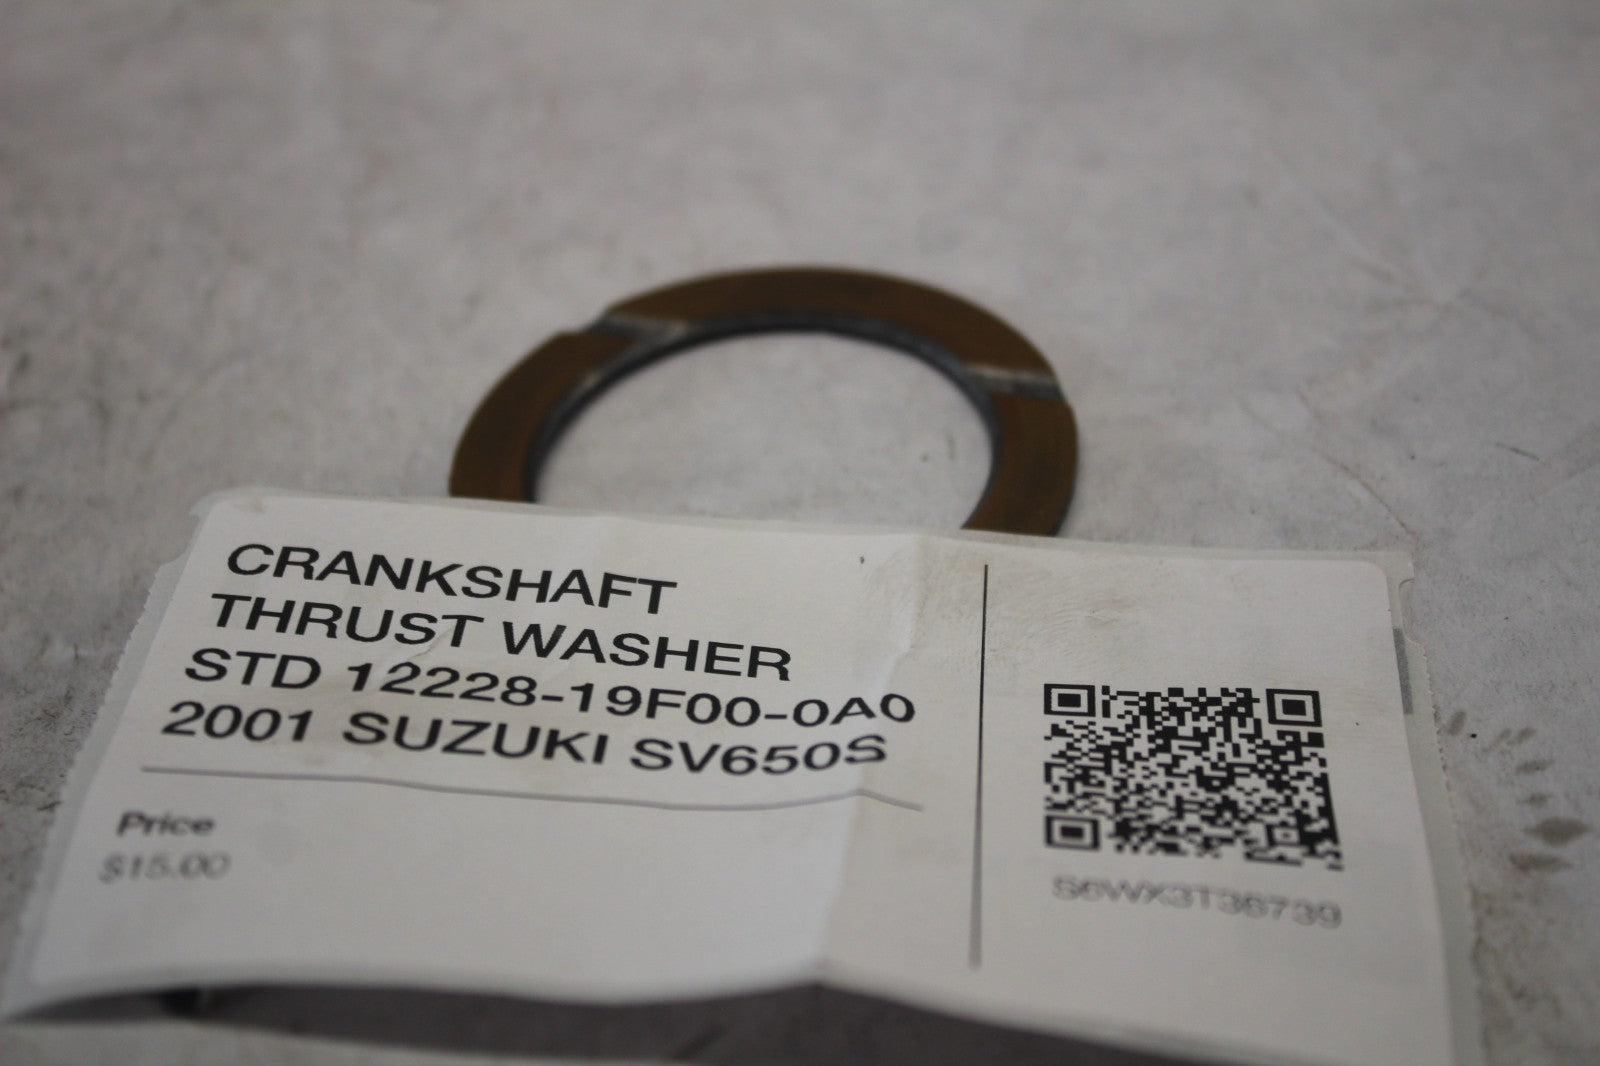 CRANKSHAFT
THRUST WASHER
STD 12228-19F00-0A0
2001 SUZUKI SV650S
Price
$15.00
S6WX3T36739